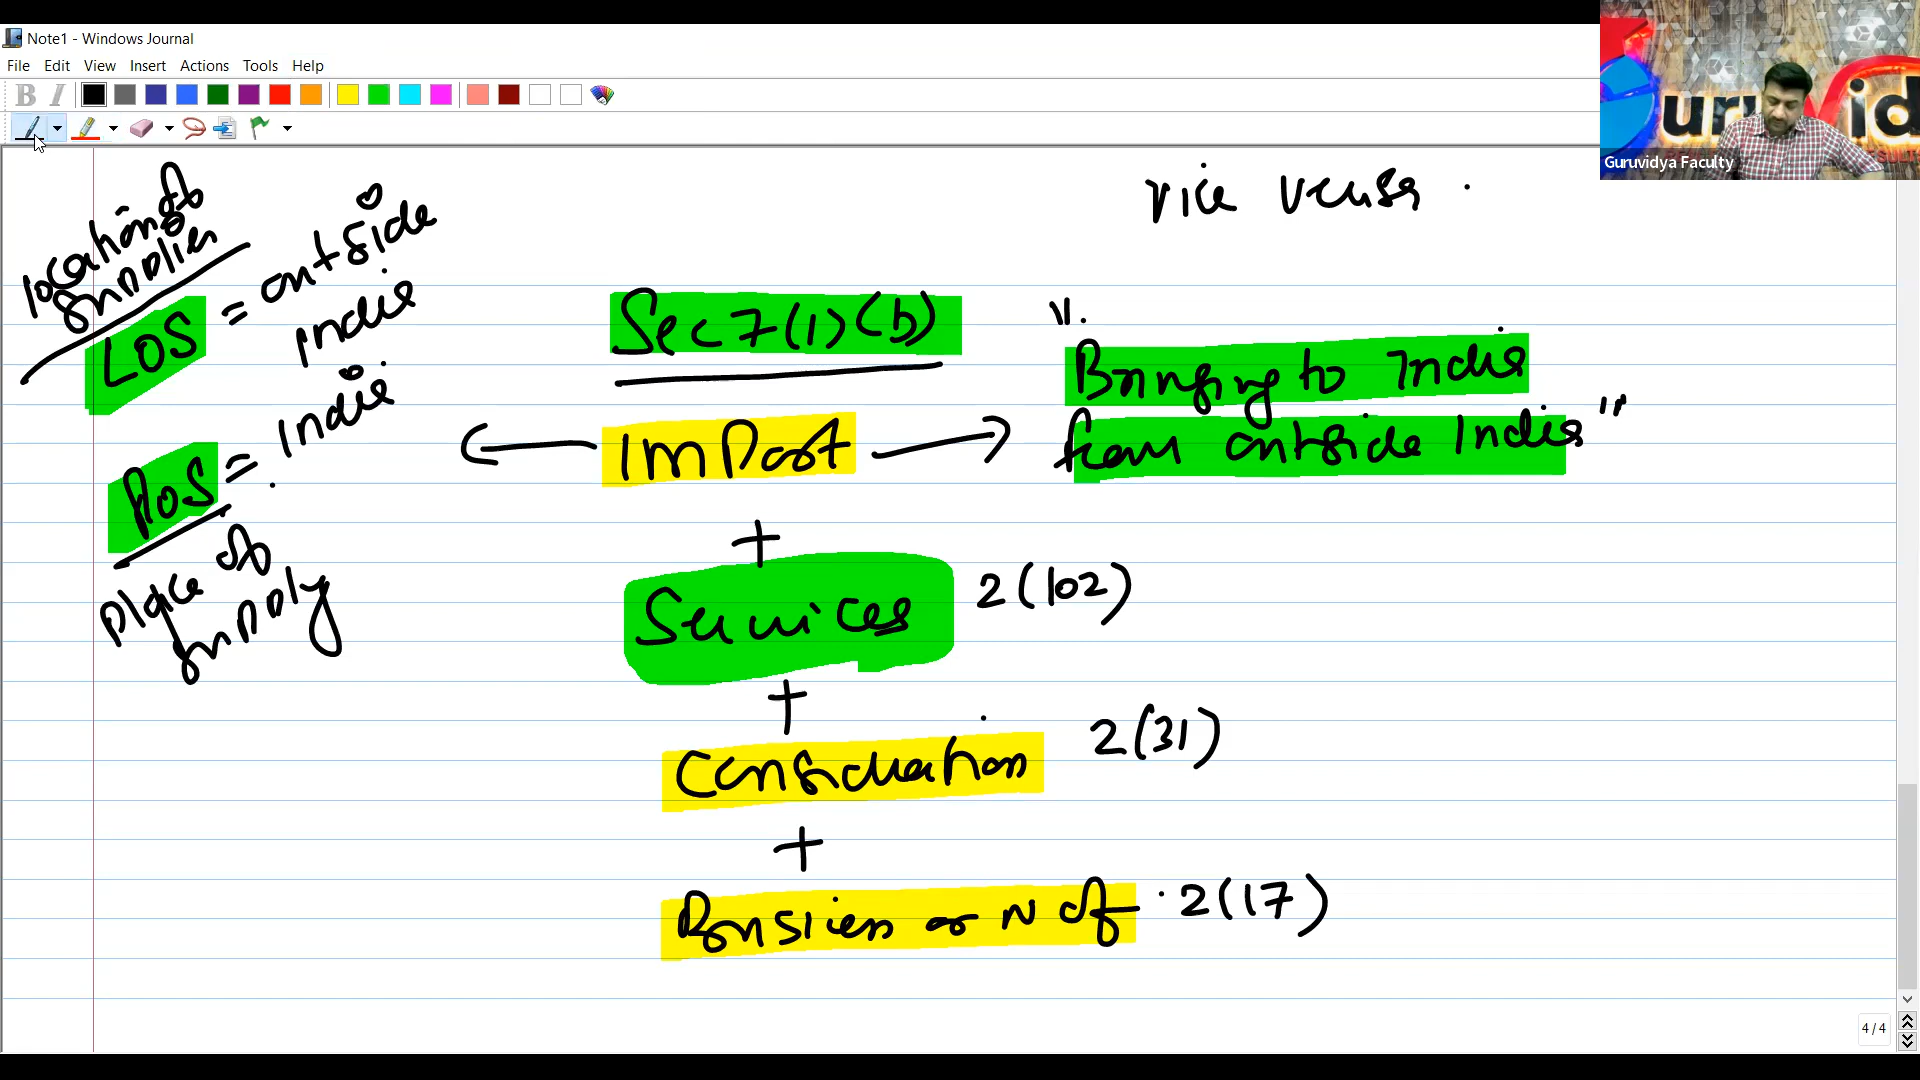 Note1 - Windows Journal
File Edit View Insert Actions Tools Help
B I
Guruvidya Faculty
vice versa.
location of
supplier
LOS = outside
india
POS = india
place of
supply
Sec 7(1)(b)
Import
"Bringing to India
from outside India"
+
Services 2(102)
+
Consideration 2(31)
+
Business or N of 2(17)
4 / 4